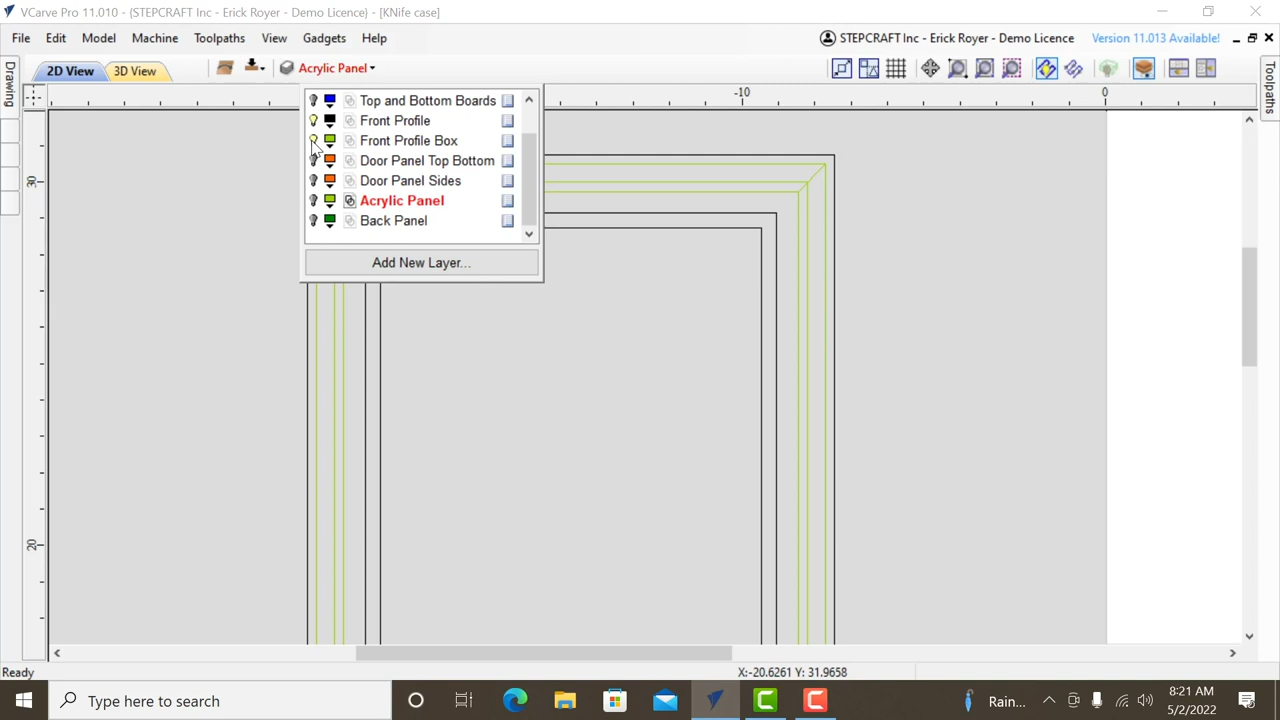 VCarve Pro 11.010 - {STEPCRAFT Inc - Erick Royer - Demo Licence} - [KNife case]
File Edit Model Machine Toolpaths View Gadgets Help
STEPCRAFT Inc - Erick Royer - Demo Licence Version 11.013 Available!
Drawing
2D View 3D View
Acrylic Panel
Toolpaths
-10 0
Top and Bottom Boards
Front Profile
Front Profile Box
Door Panel Top Bottom
Door Panel Sides
Acrylic Panel
Back Panel
Add New Layer...
30
20
Ready X:-20.6261 Y: 31.9658
Type here to search
Rain...
8:21 AM
5/2/2022